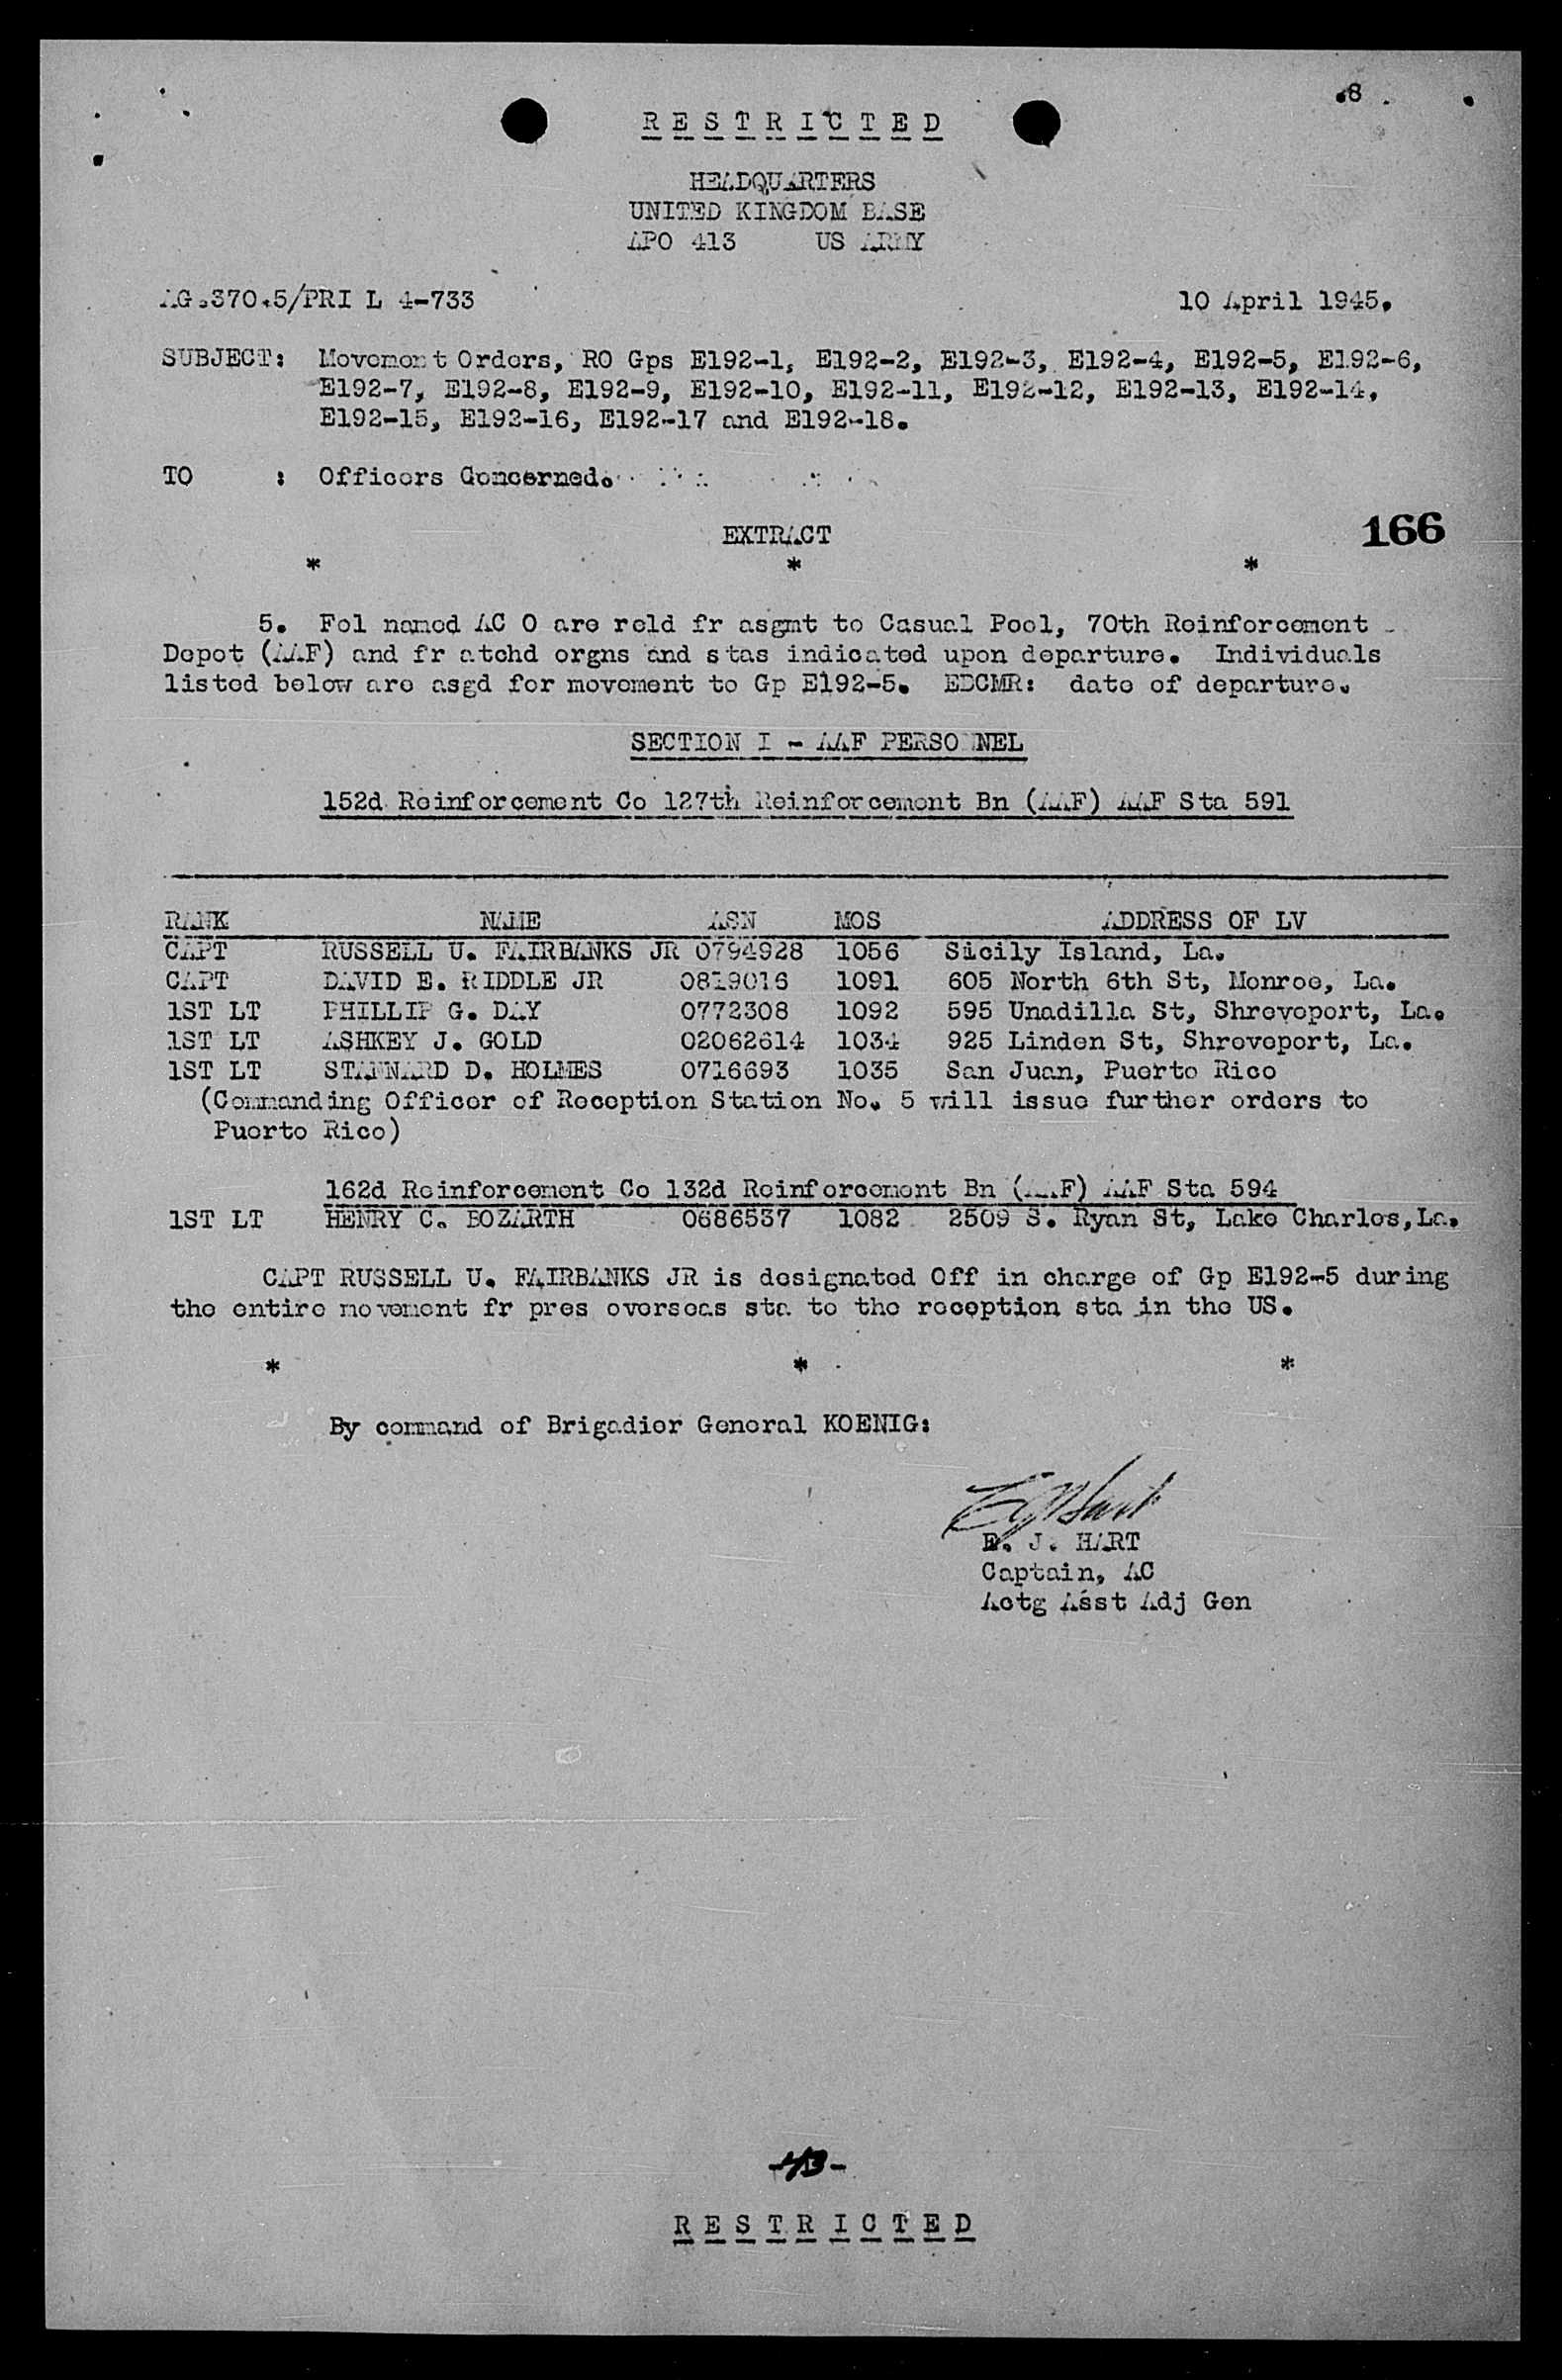 .8
RESTRICTED
HEADQUARTERS
UNITED KINGDOM BASE
APO 413 US ARMY
AG.370.5/PRI L 4-733 10 April 1945.
SUBJECT: Movement Orders, RO Gps E192-1, E192-2, E192-3, E192-4, E192-5, E192-6,
E192-7, E192-8, E192-9, E192-10, E192-11, E192-12, E192-13, E192-14,
E192-15, E192-16, E192-17 and E192-18.
TO : Officers Concerned.
EXTRACT 166
* * *
5. Fol named AC O are reld fr asgmt to Casual Pool, 70th Reinforcement
Depot (AAF) and fr atchd orgns and stas indicated upon departure. Individuals
listed below are asgd for movement to Gp E192-5. EDCMR: date of departure.
SECTION I - AAF PERSONNEL
152d Reinforcement Co 127th Reinforcement Bn (AAF) AAF Sta 591
RANK NAME ASN MOS ADDRESS OF LV
CAPT RUSSELL U. FAIRBANKS JR 0794928 1056 Sicily Island, La.
CAPT DAVID E. RIDDLE JR 0819016 1091 605 North 6th St, Monroe, La.
1ST LT PHILLIP G. DAY 0772308 1092 595 Unadilla St, Shreveport, La.
1ST LT ASHKEY J. GOLD 02062614 1034 925 Linden St, Shreveport, La.
1ST LT STANNARD D. HOLMES 0716693 1035 San Juan, Puerto Rico
(Commanding Officer of Reception Station No. 5 will issue further orders to
Puerto Rico)
162d Reinforcement Co 132d Reinforcement Bn (AAF) AAF Sta 594
1ST LT HENRY C. BOZARTH 0686537 1082 2509 S. Ryan St, Lake Charles, La.
CAPT RUSSELL U. FAIRBANKS JR is designated Off in charge of Gp E192-5 during
the entire movement fr pres overseas sta to the reception sta in the US.
* * *
By command of Brigadier General KOENIG:
E J Hart
E. J. HART
Captain, AC
Actg Asst Adj Gen
-43-
RESTRICTED